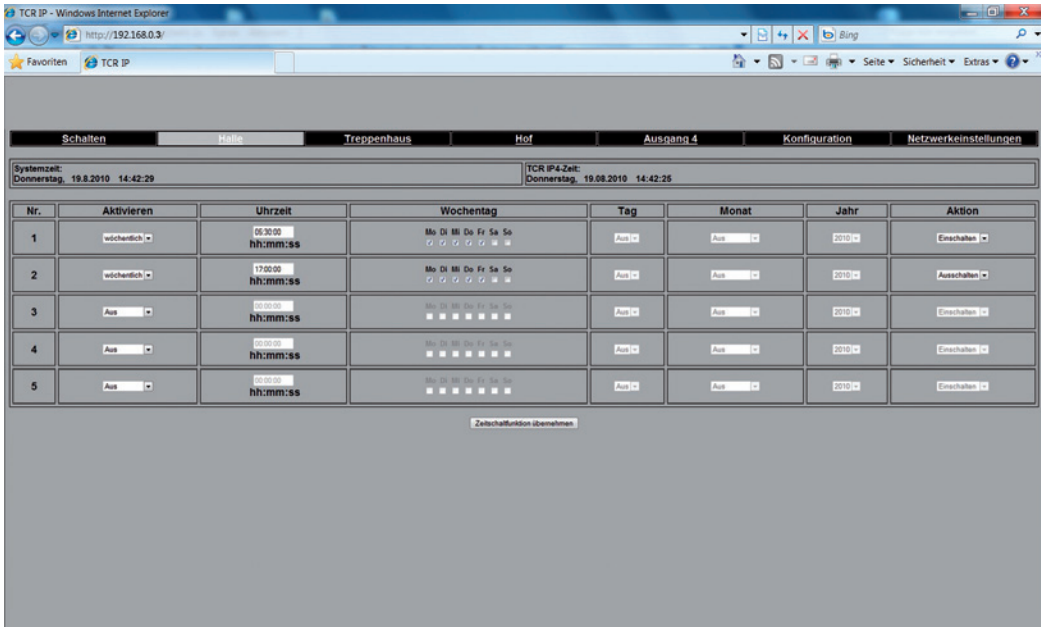 TCR IP - Windows Internet Explorer
http://192.168.0.3/
Bing
Favoriten TCR IP
Seite Sicherheit Extras
Schalten Halle Treppenhaus Hof Ausgang 4 Konfiguration Netzwerkeinstellungen
Systemzeit: TCR IP4-Zeit:
Donnerstag, 19.8.2010 14:42:29 Donnerstag, 19.08.2010 14:42:25
Nr. Aktivieren Uhrzeit Wochentag Tag Monat Jahr Aktion
05:30:00 Mo Di Mi Do Fr Sa So
1 wöchentlich hh:mm:ss Aus Aus 2010 Einschalten
17:00:00 Mo Di Mi Do Fr Sa So
2 wöchentlich hh:mm:ss Aus Aus 2010 Ausschalten
00:00:00 Mo Di Mi Do Fr Sa So
3 Aus hh:mm:ss Aus Aus 2010 Einschalten
00:00:00 Mo Di Mi Do Fr Sa So
4 Aus hh:mm:ss Aus Aus 2010 Einschalten
00:00:00 Mo Di Mi Do Fr Sa So
5 Aus hh:mm:ss Aus Aus 2010 Einschalten
Zeitschaltfunktion übernehmen